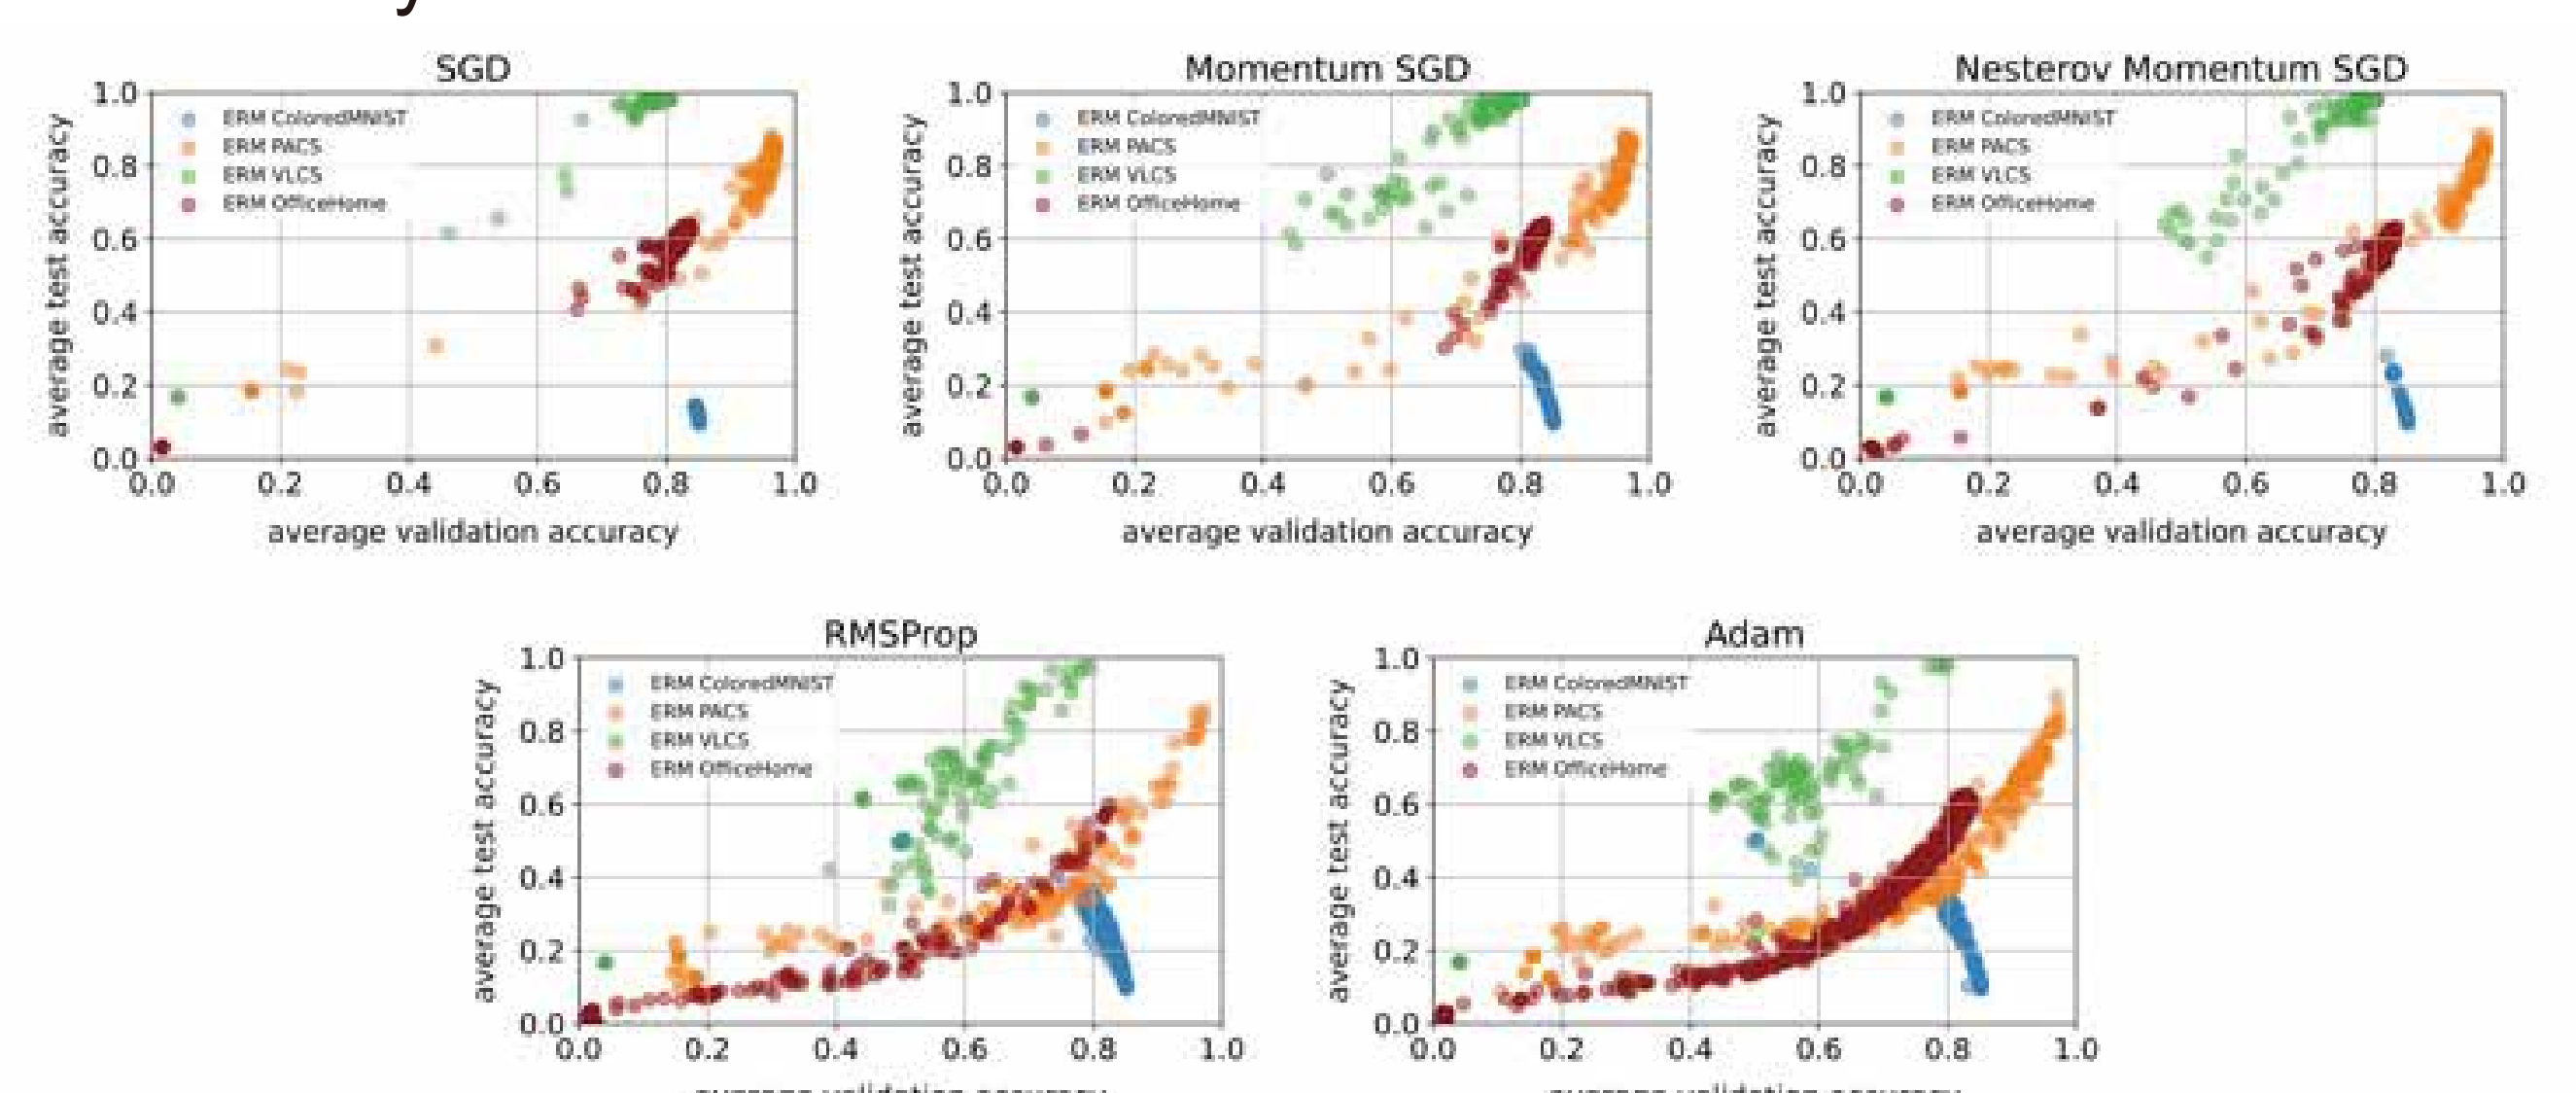 y
SGD
Momentum SGD
Nesterov Momentum SGD
average test accuracy
1.0
0.8
0.6
0.4
0.2
0.0
ERM ColoredMNIST
ERM PACS
ERM VLCS
ERM OfficeHome
0.0 0.2 0.4 0.6 0.8 1.0
average validation accuracy
average test accuracy
1.0
0.8
0.6
0.4
0.2
0.0
ERM ColoredMNIST
ERM PACS
ERM VLCS
ERM OfficeHome
0.0 0.2 0.4 0.6 0.8 1.0
average validation accuracy
average test accuracy
1.0
0.8
0.6
0.4
0.2
0.0
ERM ColoredMNIST
ERM PACS
ERM VLCS
ERM OfficeHome
0.0 0.2 0.4 0.6 0.8 1.0
average validation accuracy
RMSProp
Adam
average test accuracy
1.0
0.8
0.6
0.4
0.2
0.0
ERM ColoredMNIST
ERM PACS
ERM VLCS
ERM OfficeHome
0.0 0.2 0.4 0.6 0.8 1.0
average validation accuracy
average test accuracy
1.0
0.8
0.6
0.4
0.2
0.0
ERM ColoredMNIST
ERM PACS
ERM VLCS
ERM OfficeHome
0.0 0.2 0.4 0.6 0.8 1.0
average validation accuracy